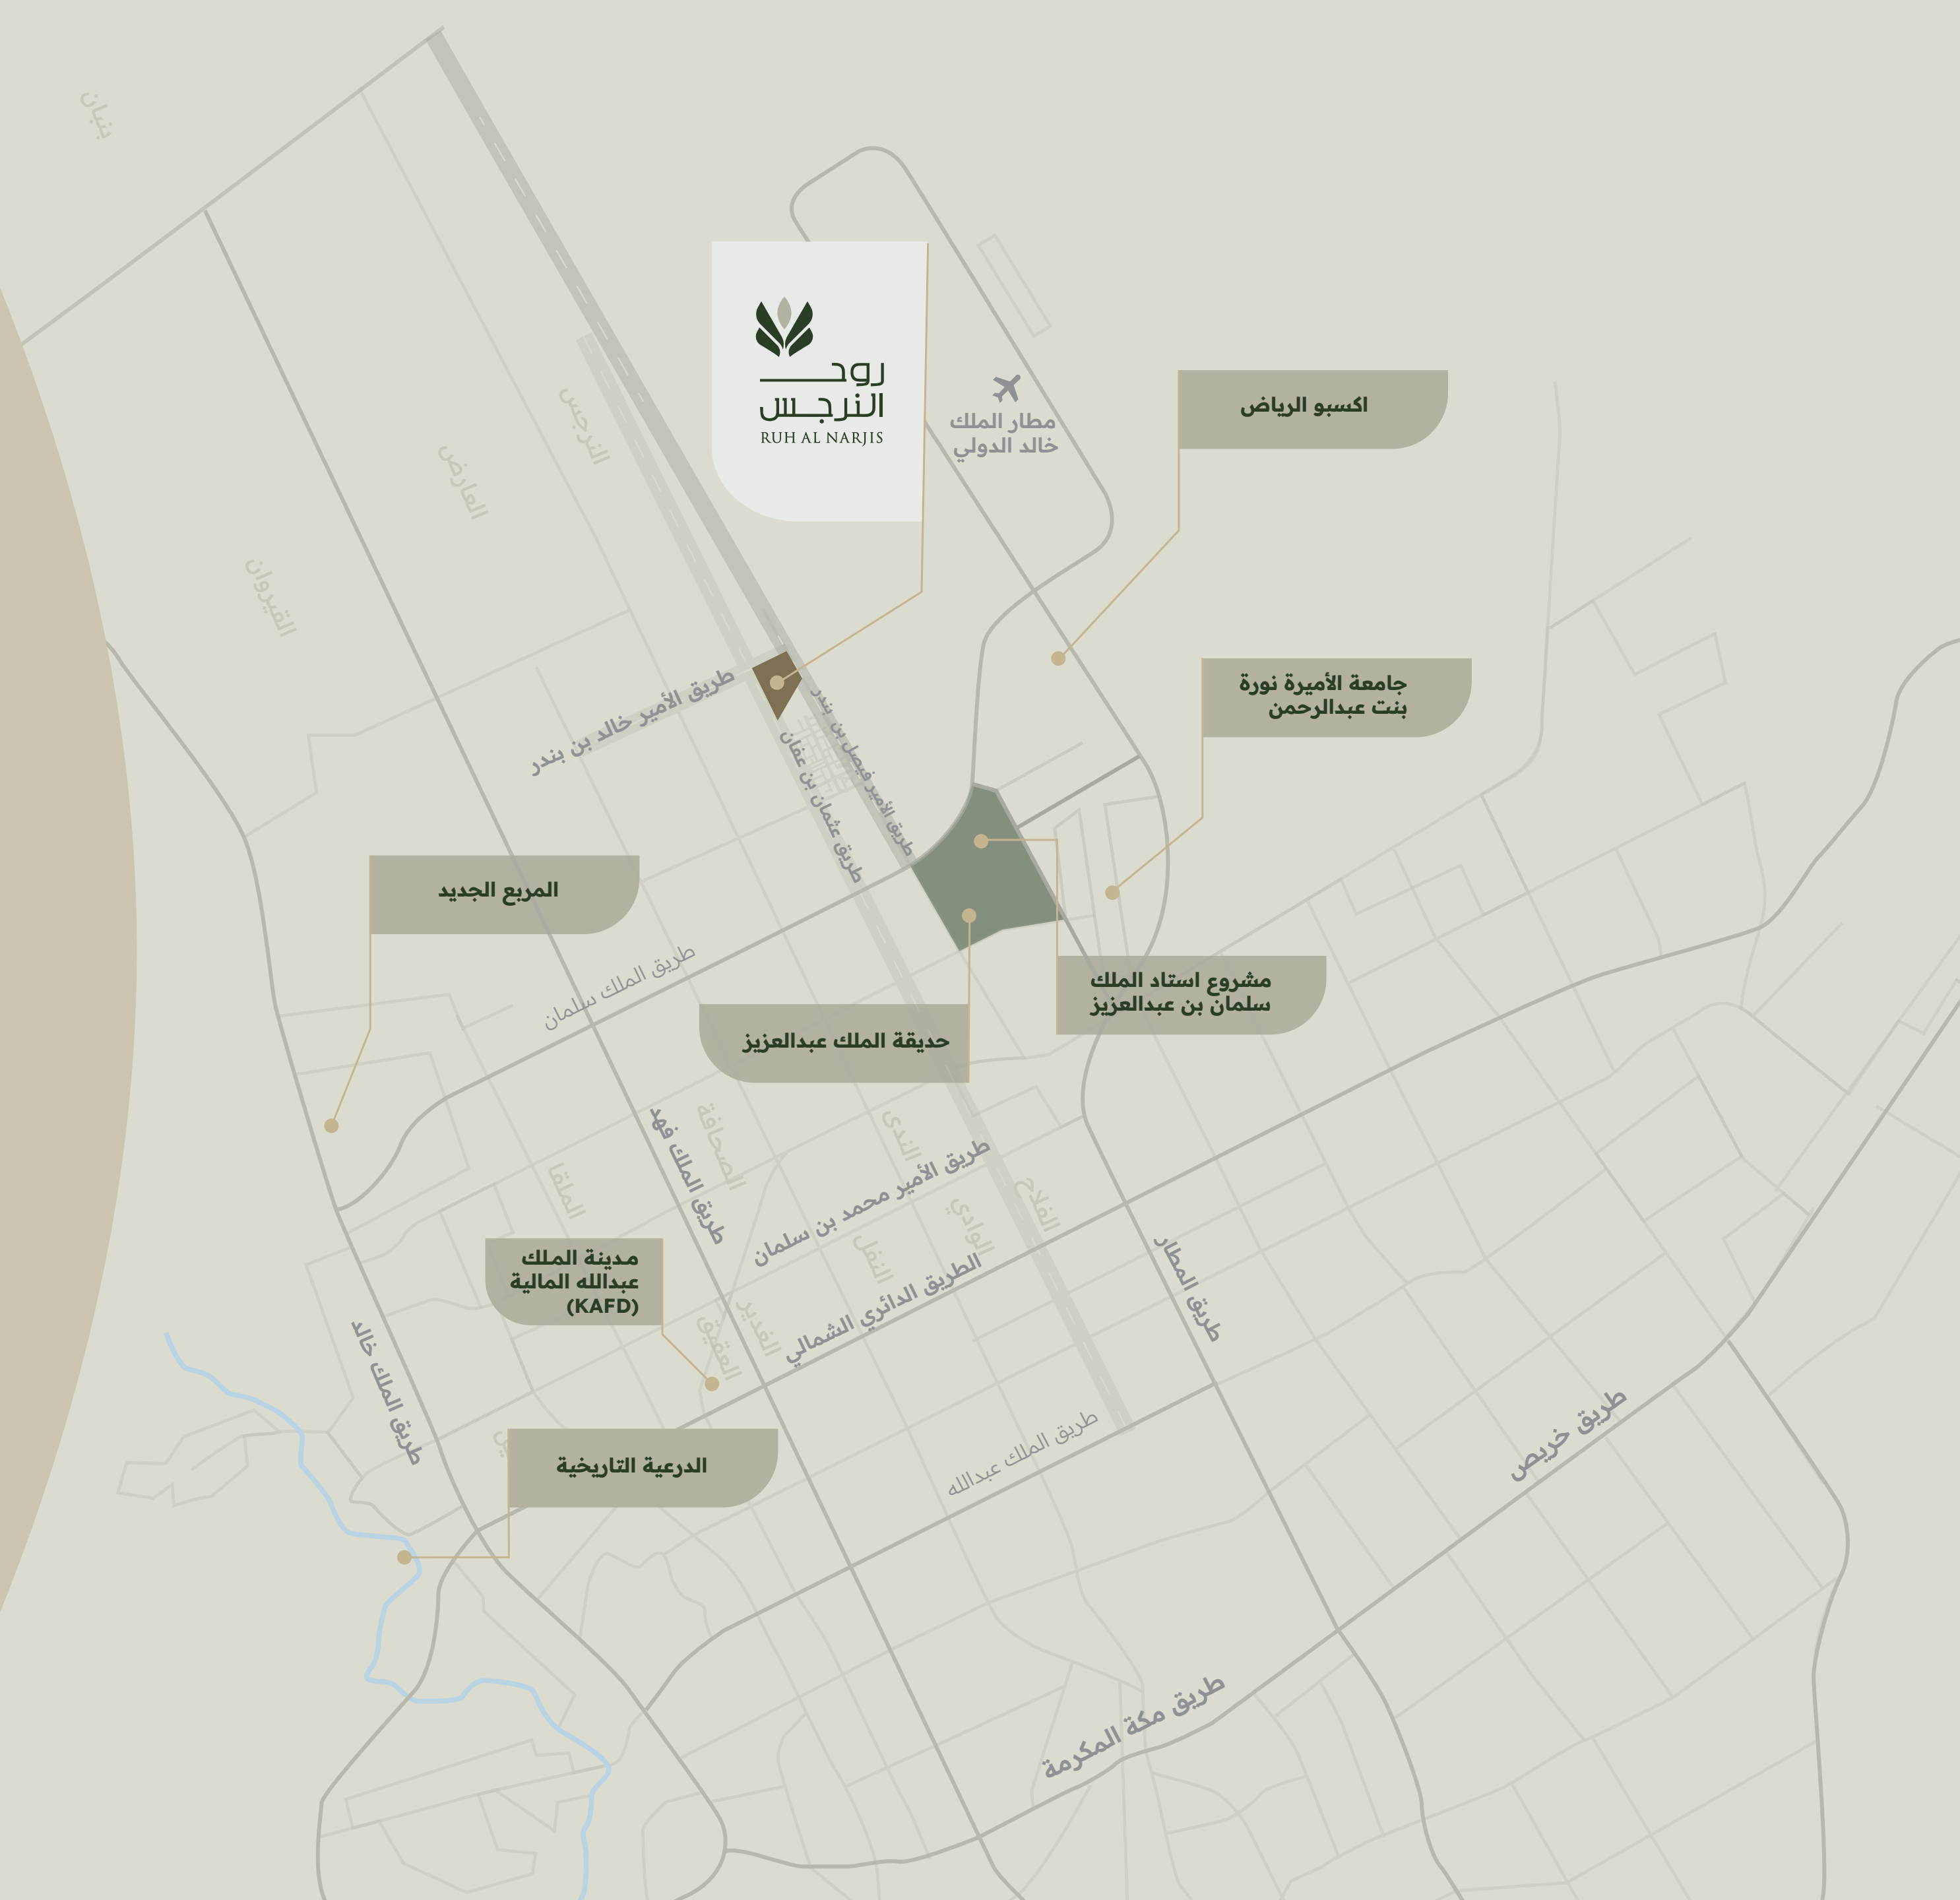 بنبان
روح
النرجس
RUH AL NARJIS
مطار الملك
خالد الدولي
اكسبو الرياض
النرجس
العارض
القيروان
جامعة الأميرة نورة
بنت عبدالرحمن
طريق الأمير خالد بن بندر
طريق الأمير فيصل بن بندر
طريق عثمان بن عفان
المربع الجديد
طريق الملك سلمان
مشروع استاد الملك
سلمان بن عبدالعزيز
حديقة الملك عبدالعزيز
طريق الملك فهد
الصحافة
الندى
الملقا
طريق الأمير محمد بن سلمان
الفلاح
الوادي
النفل
مدينة الملك
عبدالله المالية
(KAFD)
الطريق الدائري الشمالي
الغدير
العقيق
طريق المطار
طريق الملك خالد
طريق خريص
طريق الملك عبدالله
الدرعية التاريخية
طريق مكة المكرمة